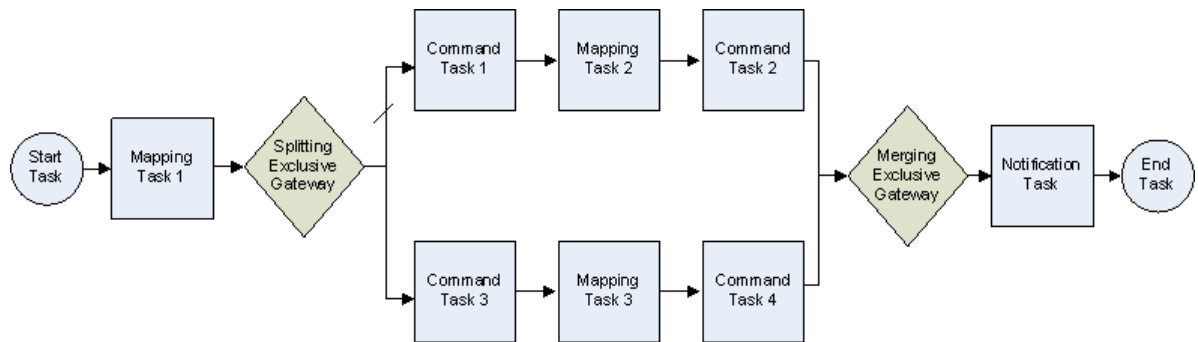 Start
Task
Mapping
Task 1
Splitting
Exclusive
Gateway
Command
Task 1
Mapping
Task 2
Command
Task 2
Command
Task 3
Mapping
Task 3
Command
Task 4
Merging
Exclusive
Gateway
Notification
Task
End
Task